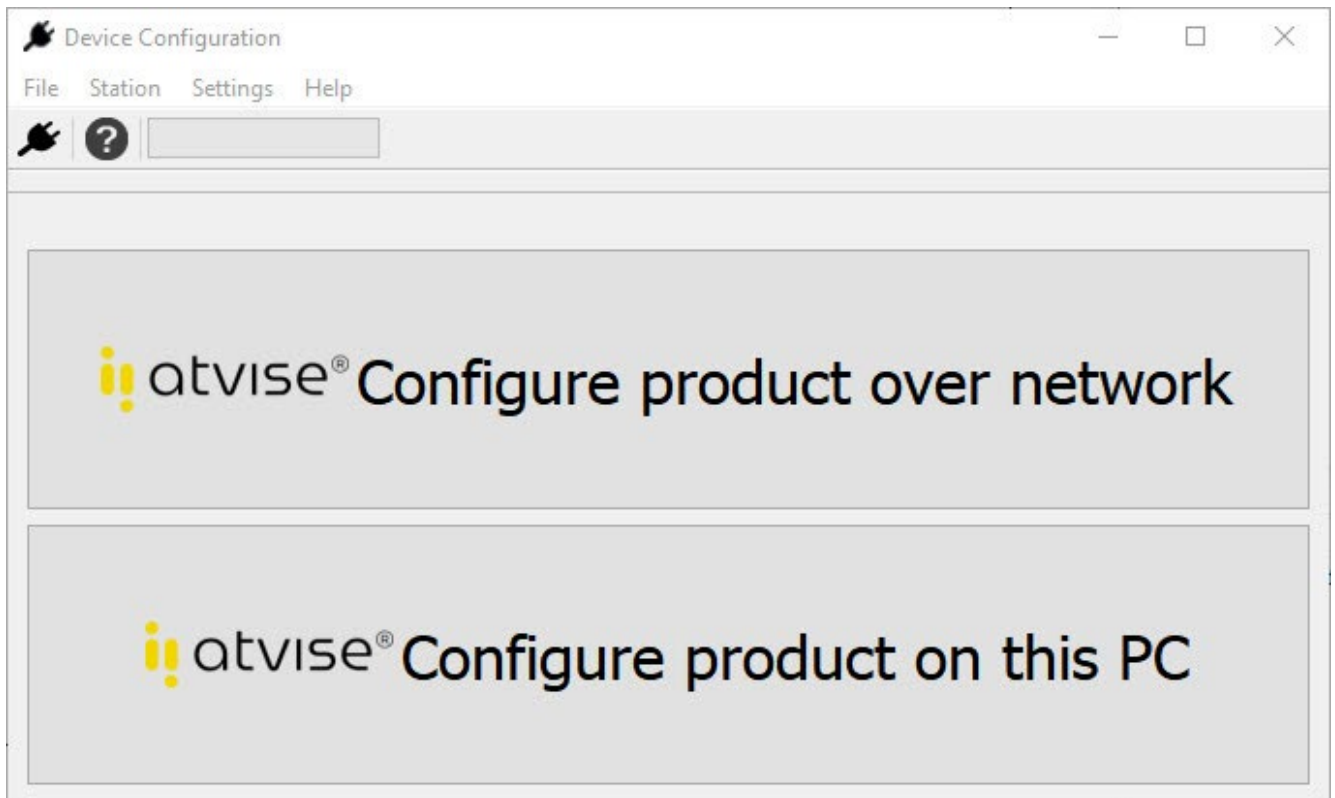 Device Configuration
File Station Settings Help
?
atvise® Configure product over network
atvise® Configure product on this PC